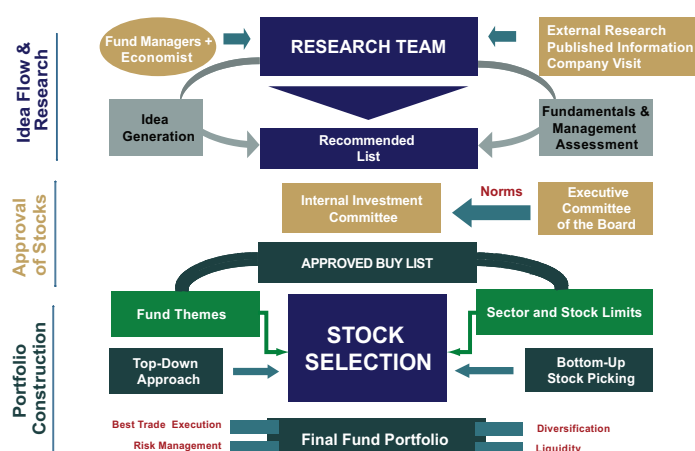 Idea Flow &
Research
Fund Managers +
Economist
RESEARCH TEAM
External Research
Published Information
Company Visit
Idea
Generation
Recommended
List
Fundamentals &
Management
Assessment
Approval
of Stocks
Internal Investment
Committee
Norms
Executive
Committee
of the Board
APPROVED BUY LIST
Portfolio
Construction
Fund Themes
STOCK
SELECTION
Sector and Stock Limits
Top-Down
Approach
Bottom-Up
Stock Picking
Best Trade Execution
Risk Management
Final Fund Portfolio
Diversification
Liquidity